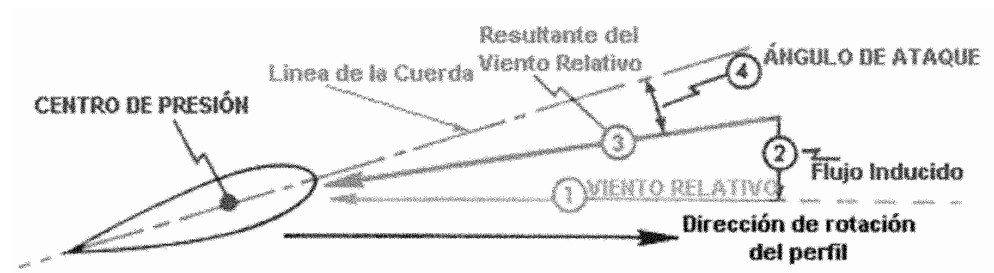 Resultante del
Viento Relativo
4 ÁNGULO DE ATAQUE
Linea de la Cuerda
CENTRO DE PRESIÓN
3
2
Flujo Inducido
1 VIENTO RELATIVO
Dirección de rotación
del perfil